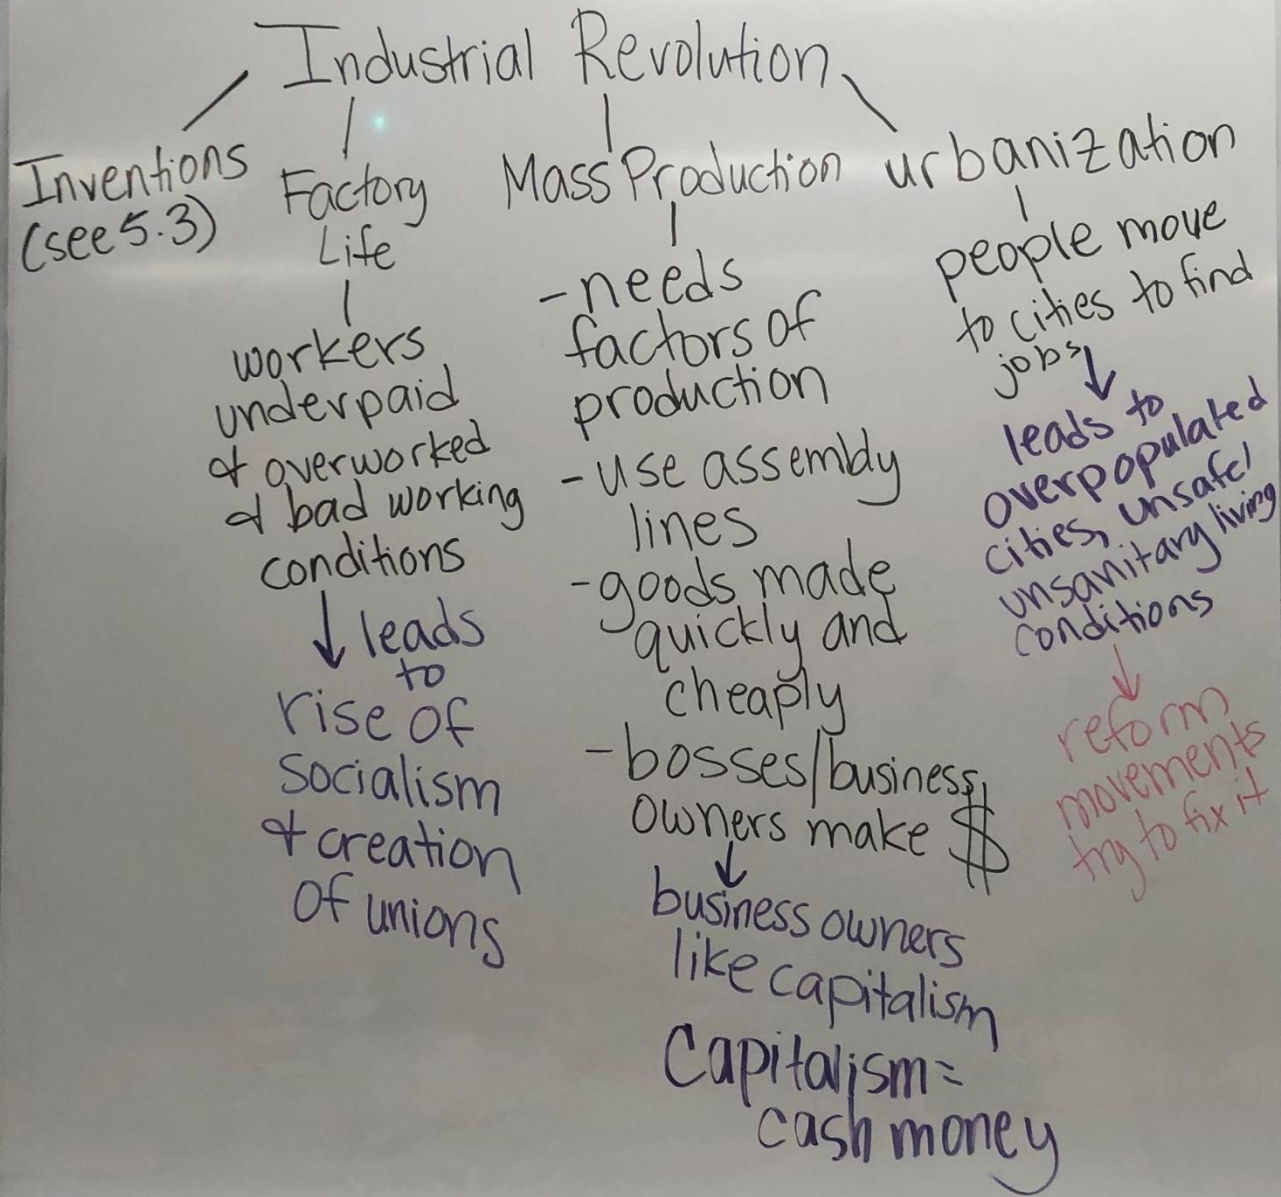 Industrial Revolution
Inventions
(see 5.3)
Factory
Life
workers
underpaid
& overworked
& bad working
conditions
↓ leads
to
rise of
socialism
& creation
of unions
Mass Production
- needs
factors of
production
- use assembly
lines
- goods made
quickly and
cheaply
- bosses/business
owners make $
↓
business owners
like capitalism
Capitalism =
cash money
urbanization
people move
to cities to find
jobs
↓
leads to
overpopulated
cities, unsafe/
unsanitary living
conditions
↓
reform
movements
try to fix it